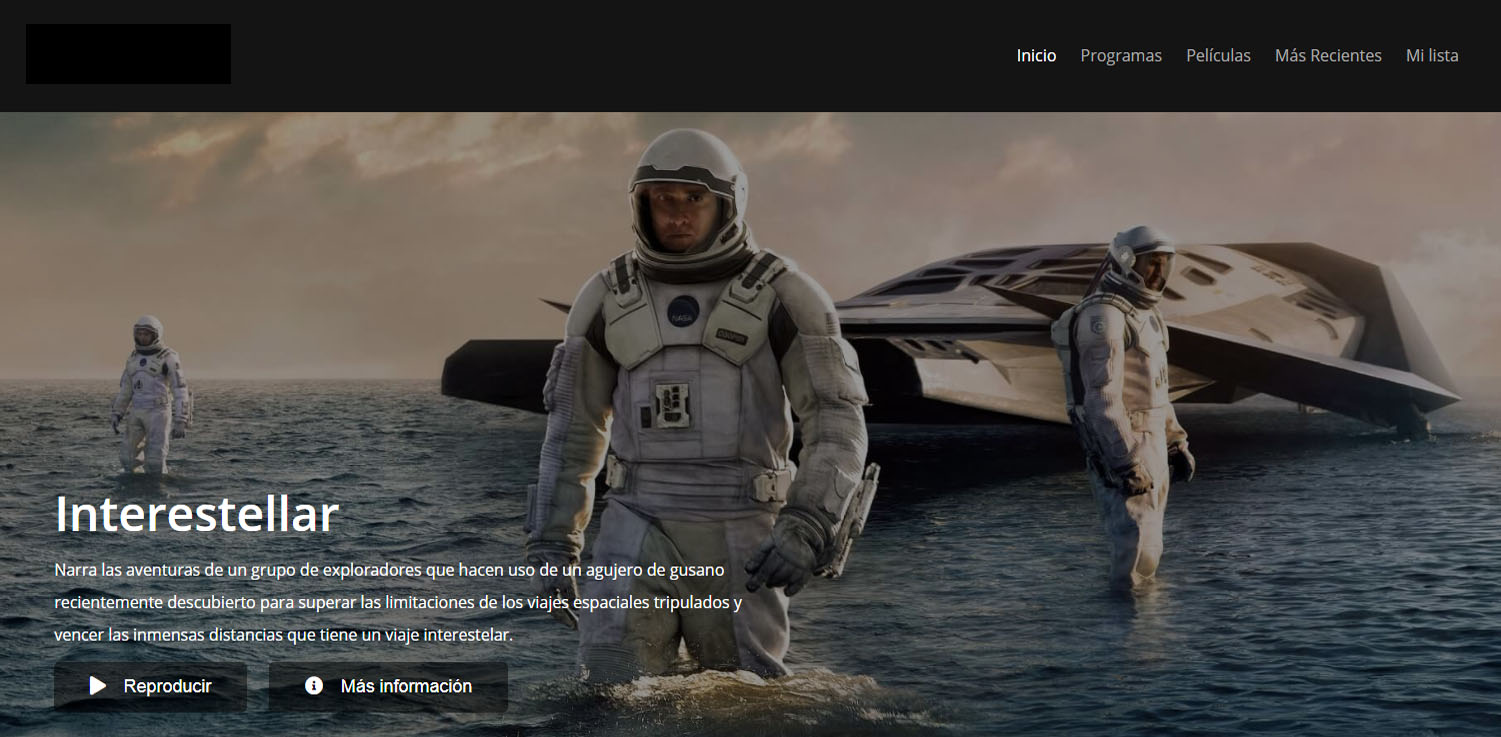 Inicio Programas Películas Más Recientes Mi lista
NASA
COOPER
Interestellar
Narra las aventuras de un grupo de exploradores que hacen uso de un agujero de gusano
recientemente descubierto para superar las limitaciones de los viajes espaciales tripulados y
vencer las inmensas distancias que tiene un viaje interestelar.
Reproducir Más información